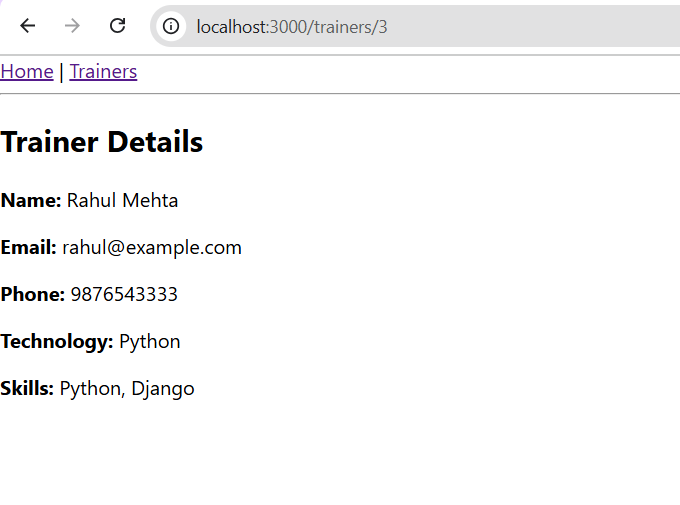 localhost:3000/trainers/3
Home | Trainers
Trainer Details
Name: Rahul Mehta
Email: rahul@example.com
Phone: 9876543333
Technology: Python
Skills: Python, Django